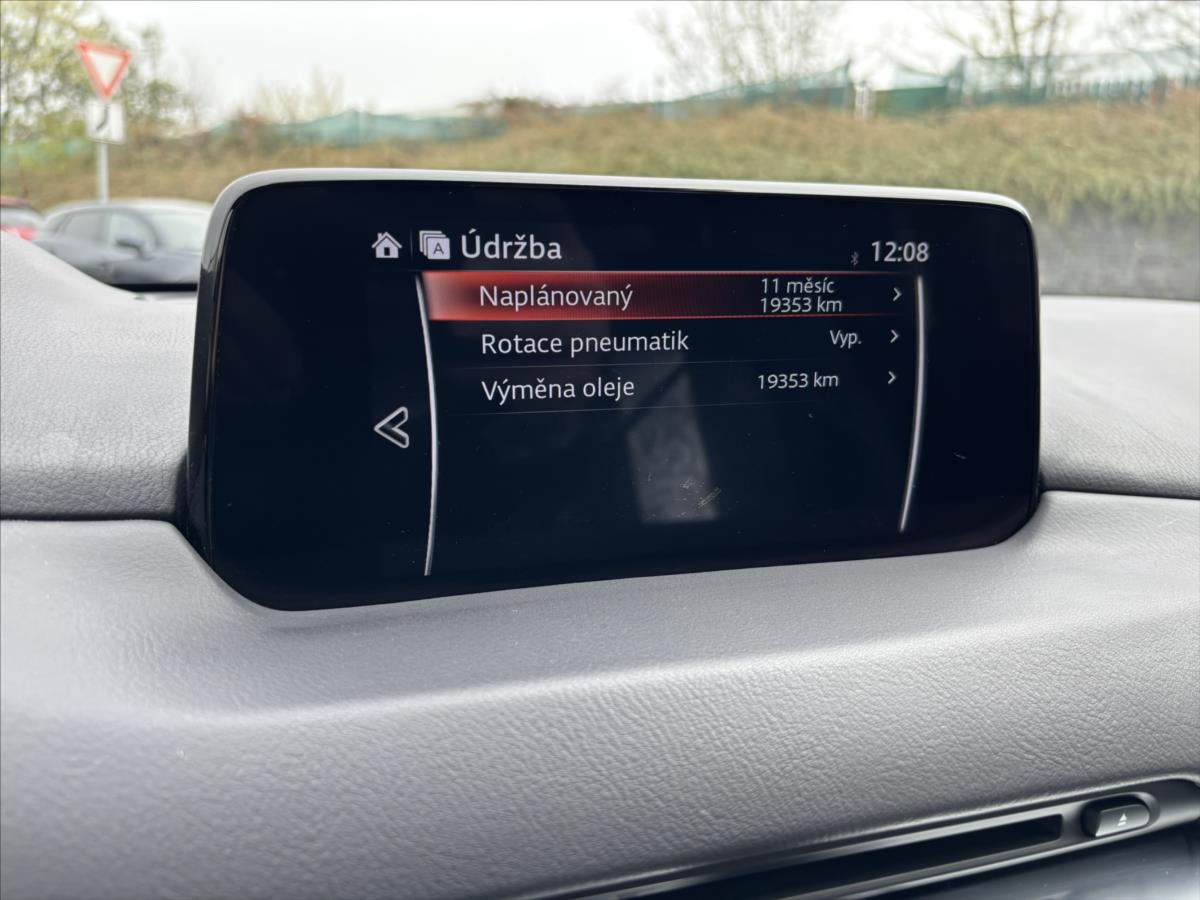 A Údržba 12:08
Naplánovaný 11 měsíc
19353 km
Rotace pneumatik Vyp.
Výměna oleje 19353 km